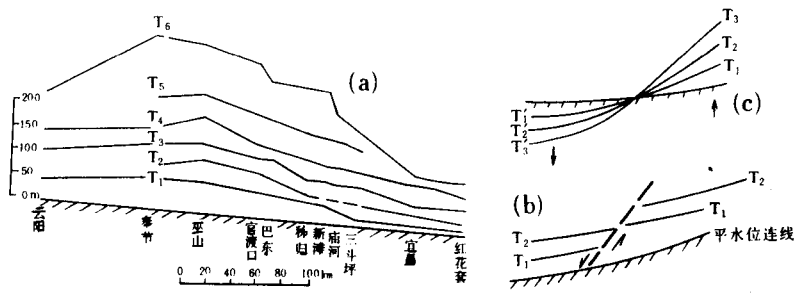 T₆
(a)
T₅
T₄
T₃
T₂
T₁
200
150
100
50
0m
云阳
奉节
巫山
官渡口
巴东
秭归
新滩
庙河
三斗坪
宜昌
红花套
0 20 40 60 80 100 km
T₃
T₂
T₁
(c)
T₁′
T₂′
T₃′
(b)
T₂
T₁
T₂
T₁
平水位连线